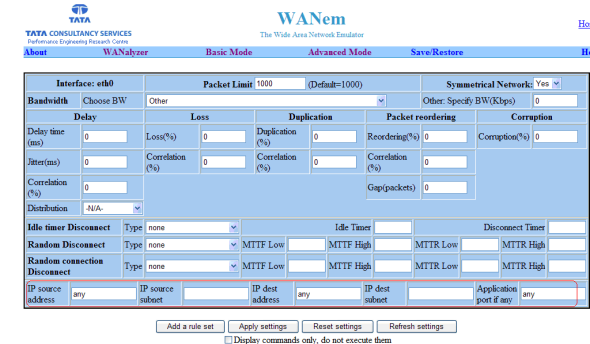 TATA
TATA CONSULTANCY SERVICES
Performance Engineering Research Centre
WANem
The Wide Area Network Emulator
About WANalyzer Basic Mode Advanced Mode Save/Restore
Interface: eth0 Packet Limit 1000 (Default=1000) Symmetrical Network: Yes
Bandwidth Choose BW Other Other: Specify BW(Kbps) 0
Delay Loss Duplication Packet reordering Corruption
Delay time (ms) 0 Loss(%) 0 Duplication (%) 0 Reordering(%) 0 Corruption(%) 0
Jitter(ms) 0 Correlation (%) 0 Correlation (%) 0 Correlation (%) 0
Correlation (%) 0 Gap(packets) 0
Distribution -N/A-
Idle timer Disconnect Type none Idle Timer Disconnect Timer
Random Disconnect Type none MTTF Low MTTF High MTTR Low MTTR High
Random connection Disconnect Type none MTTF Low MTTF High MTTR Low MTTR High
IP source address any IP source subnet IP dest address any IP dest subnet Application port if any any
Add a rule set Apply settings Reset settings Refresh settings
Display commands only, do not execute them